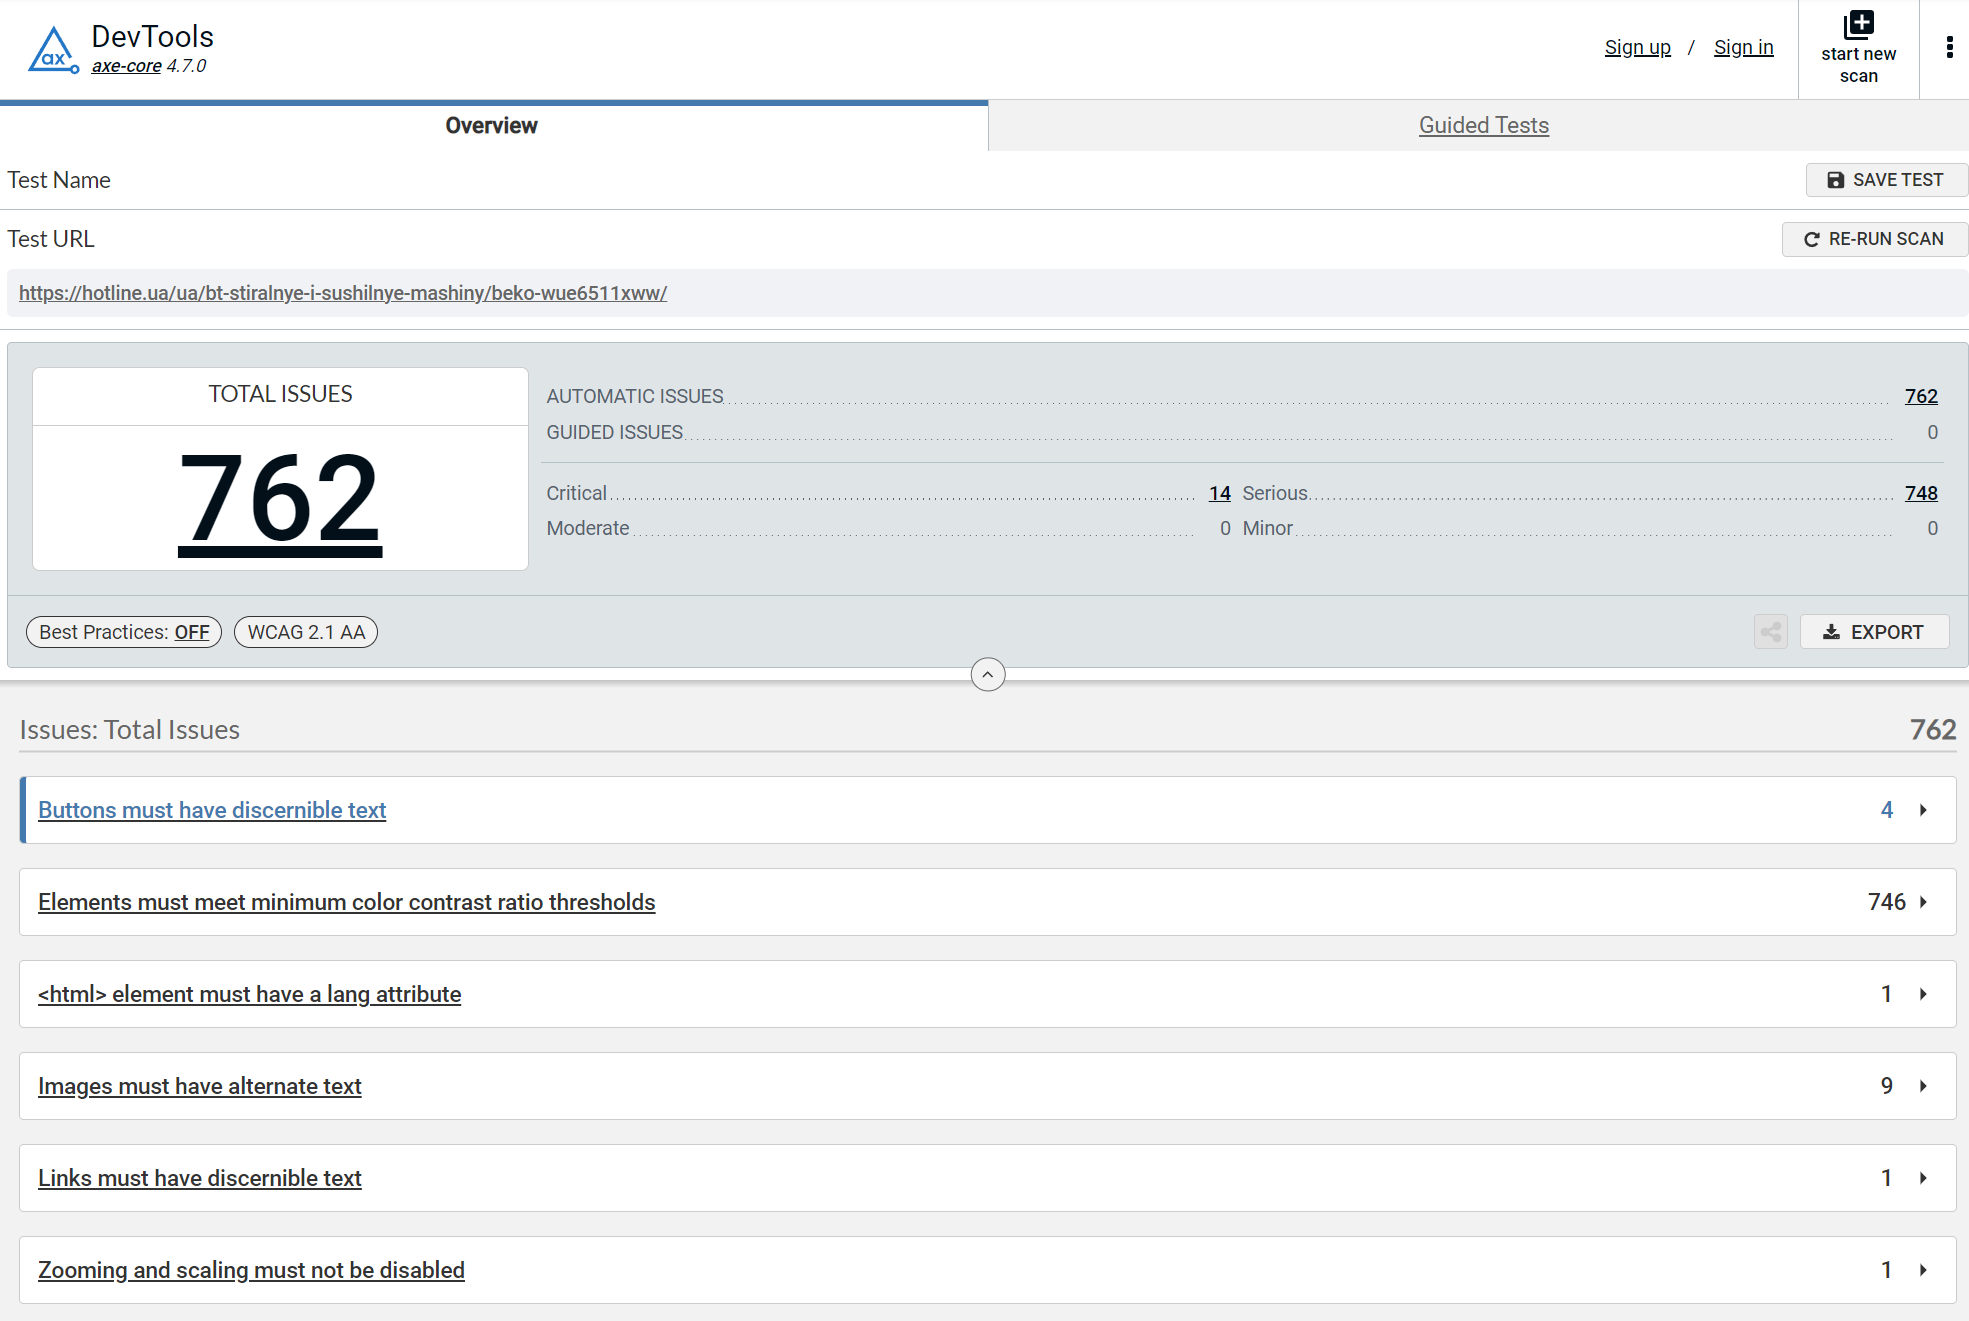 ax
DevTools
axe-core 4.7.0
Sign up / Sign in
start new
scan
Overview
Guided Tests
Test Name
SAVE TEST
Test URL
RE-RUN SCAN
https://hotline.ua/ua/bt-stiralnye-i-sushilnye-mashiny/beko-wue6511xww/
TOTAL ISSUES
762
AUTOMATIC ISSUES 762
GUIDED ISSUES 0
Critical 14 Serious 748
Moderate 0 Minor 0
Best Practices: OFF
WCAG 2.1 AA
EXPORT
Issues: Total Issues 762
Buttons must have discernible text 4
Elements must meet minimum color contrast ratio thresholds 746
<html> element must have a lang attribute 1
Images must have alternate text 9
Links must have discernible text 1
Zooming and scaling must not be disabled 1